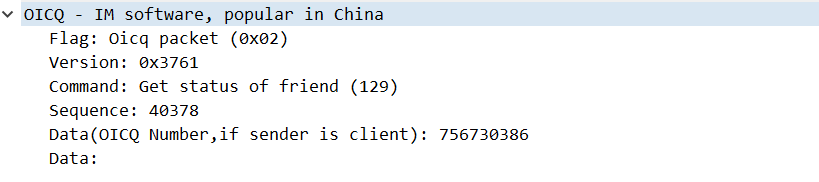 OICQ - IM software, popular in China
Flag: Oicq packet (0x02)
Version: 0x3761
Command: Get status of friend (129)
Sequence: 40378
Data(OICQ Number,if sender is client): 756730386
Data: